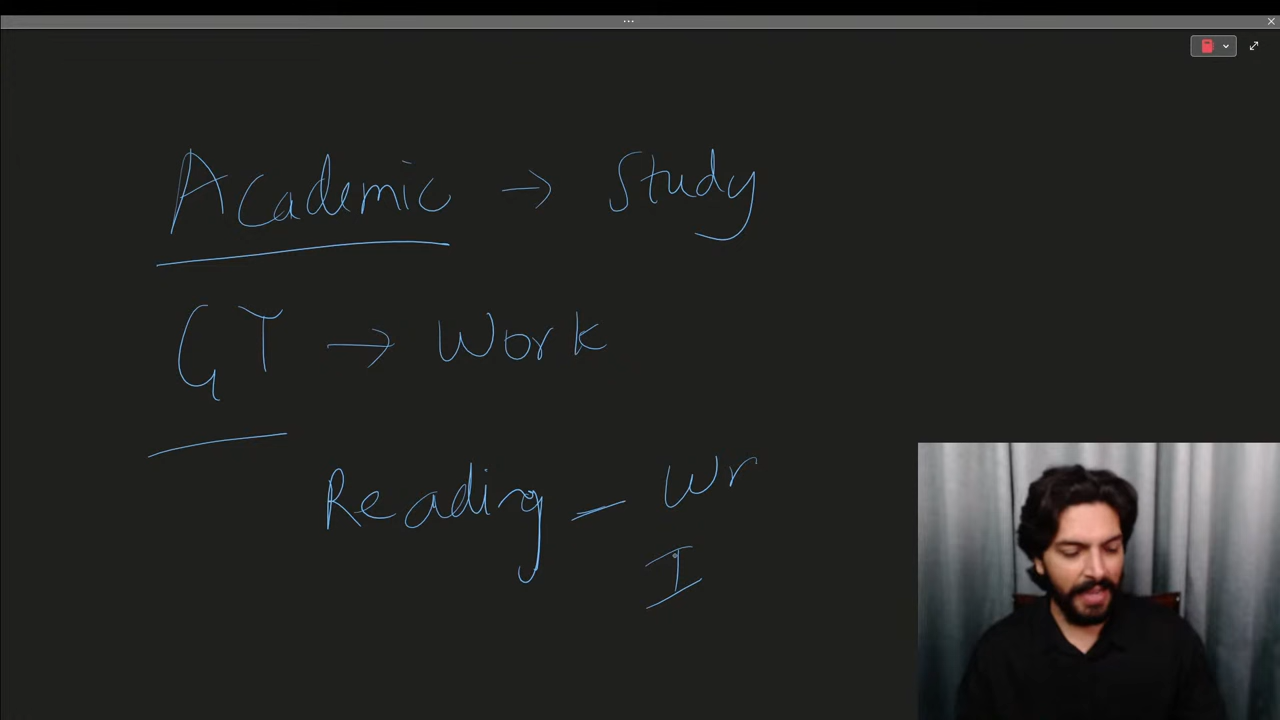 Academic → Study
GT → Work
Reading - Wr
I